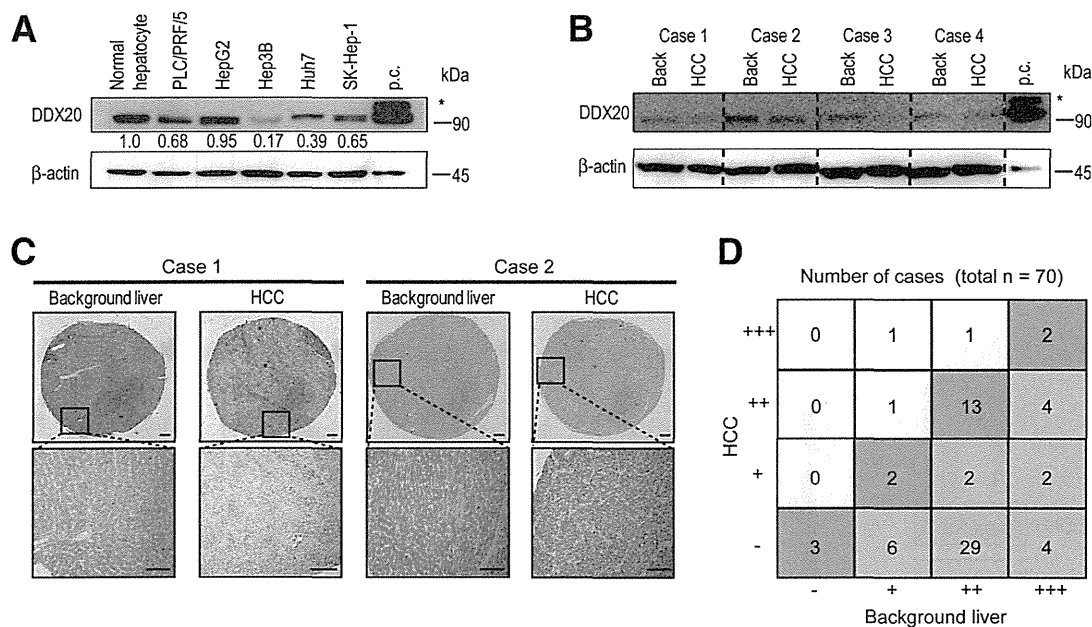 A
Normal hepatocyte
PLC/PRF/5
HepG2
Hep3B
Huh7
SK-Hep-1
p.c.
kDa
*
DDX20
90
1.0 0.68 0.95 0.17 0.39 0.65
β-actin
45
B
Case 1 Case 2 Case 3 Case 4
Back HCC Back HCC Back HCC Back HCC p.c.
kDa
*
DDX20
90
β-actin
45
C
Case 1 Case 2
Background liver HCC Background liver HCC
D
Number of cases (total n = 70)
+++ 0 1 1 2
++ 0 1 13 4
+ 0 2 2 2
- 3 6 29 4
- + ++ +++
HCC
Background liver